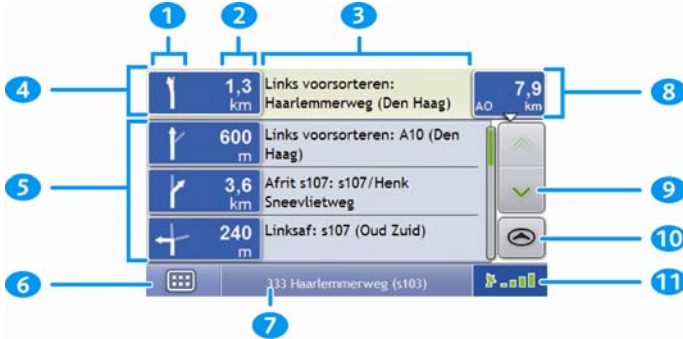 1
2
3
4
1,3
km
Links voorsorteren:
Haarlemmerweg (Den Haag)
7,9
AO km
8
5
600
m
Links voorsorteren: A10 (Den
Haag)
3,6
km
Afrit s107: s107/Henk
Sneevlietweg
9
240
m
Linksaf: s107 (Oud Zuid)
10
6
333 Haarlemmerweg (s103)
11
7